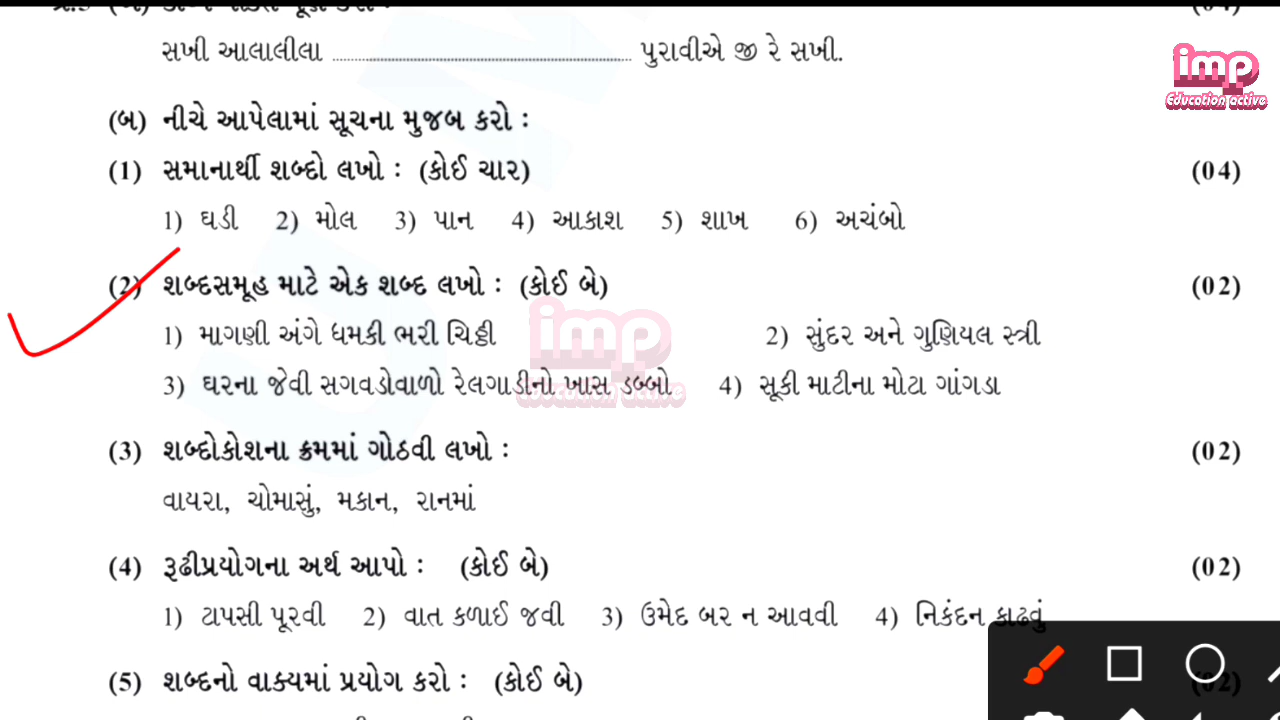 સખી આલાલીલા ........................ પુરાવીએ જી રે સખી.
imp
Education active
(બ) નીચે આપેલામાં સૂચના મુજબ કરો :
(1) સમાનાર્થી શબ્દો લખો : (કોઈ ચાર) (04)
1) ઘડી 2) મોલ 3) પાન 4) આકાશ 5) શાખ 6) અચંબો
(2) શબ્દસમૂહ માટે એક શબ્દ લખો : (કોઈ બે) (02)
1) માગણી અંગે ધમકી ભરી ચિઠ્ઠી 2) સુંદર અને ગુણિયલ સ્ત્રી
imp
3) ઘરના જેવી સગવડોવાળો રેલગાડીનો ખાસ ડબ્બો 4) સૂકી માટીના મોટા ગાંગડા
Education active
(3) શબ્દોકોશના ક્રમમાં ગોઠવી લખો : (02)
વાયરા, ચોમાસું, મકાન, રાનમાં
(4) રૂઢીપ્રયોગના અર્થ આપો : (કોઈ બે) (02)
1) ટાપસી પૂરવી 2) વાત કળાઈ જવી 3) ઉમેદ બર ન આવવી 4) નિકંદન કાઢવું
(5) શબ્દનો વાક્યમાં પ્રયોગ કરો : (કોઈ બે) (02)